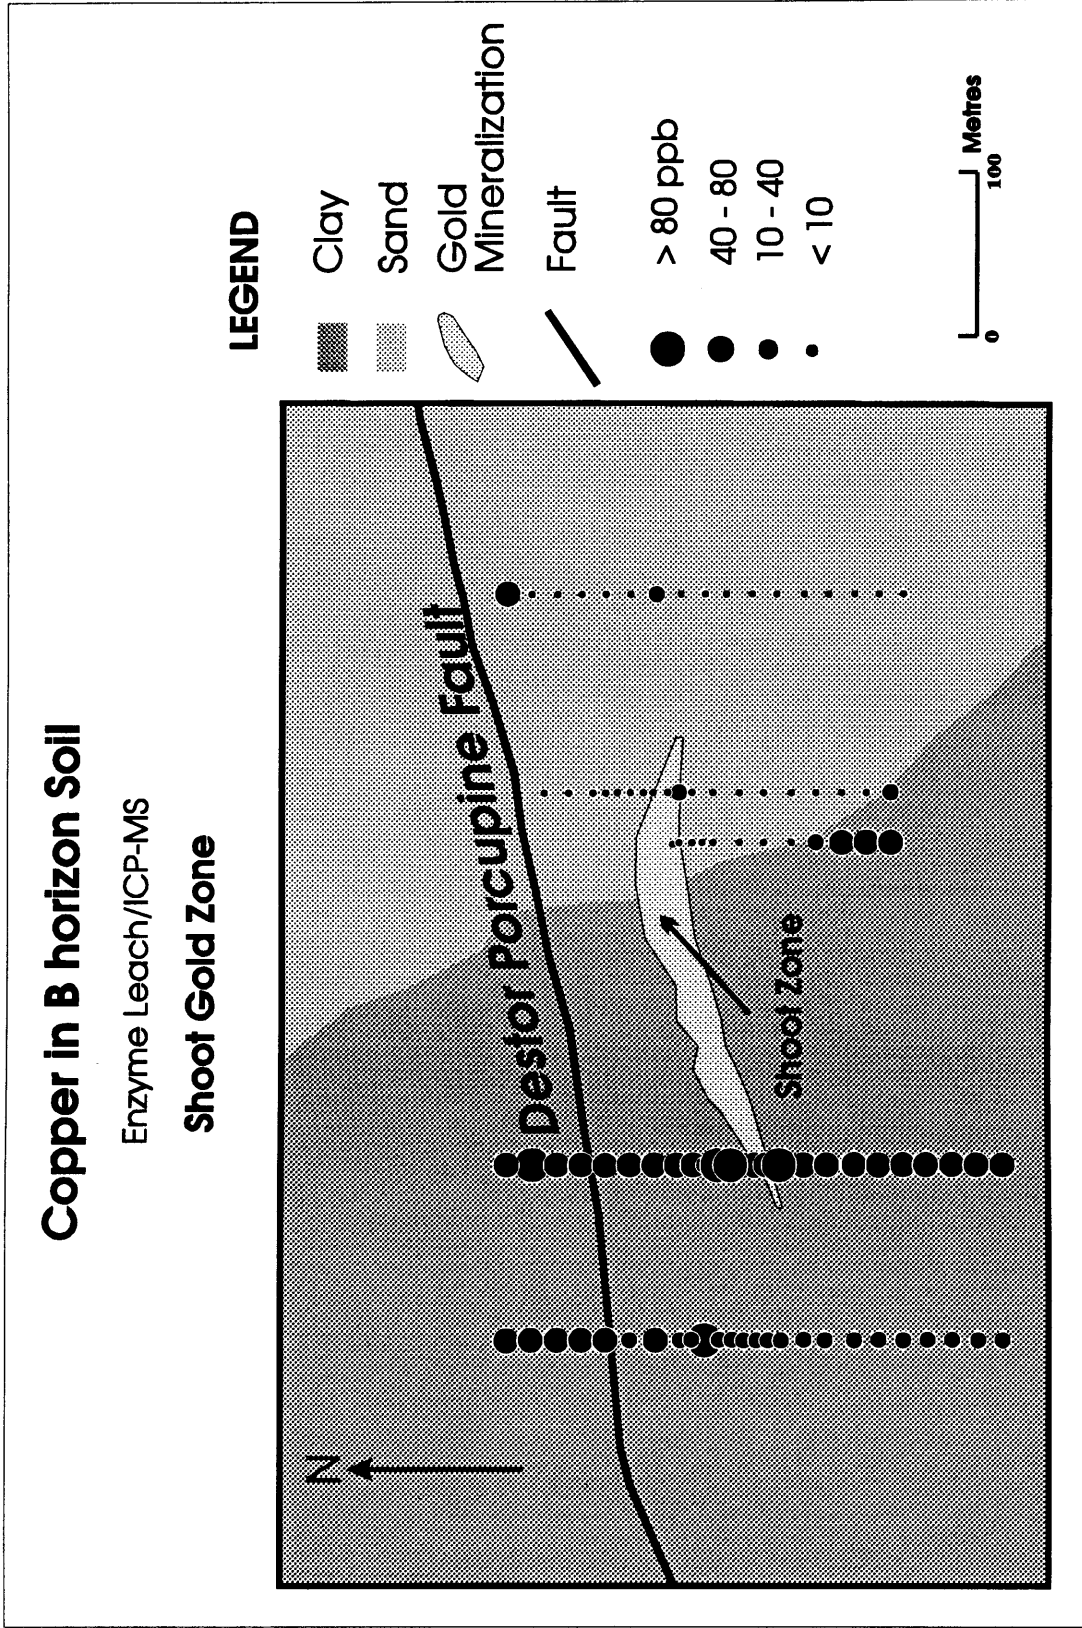 Copper in B horizon Soil
Enzyme Leach/ICP-MS
Shoot Gold Zone
N
Destor Porcupine Fault
Shoot Zone
LEGEND
Clay
Sand
Gold
Mineralization
Fault
> 80 ppb
40 - 80
10 - 40
< 10
0
100
Metres